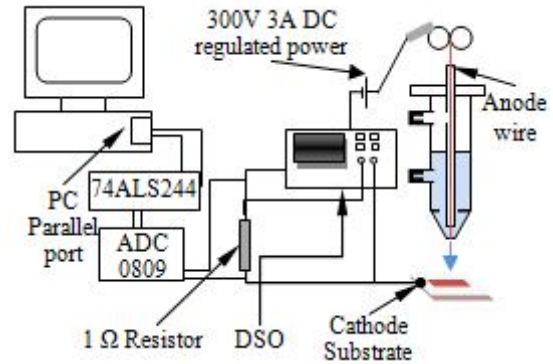 300V 3A DC
regulated power
Anode
wire
PC
Parallel
port
74ALS244
ADC
0809
1 Ω Resistor
DSO
Cathode
Substrate